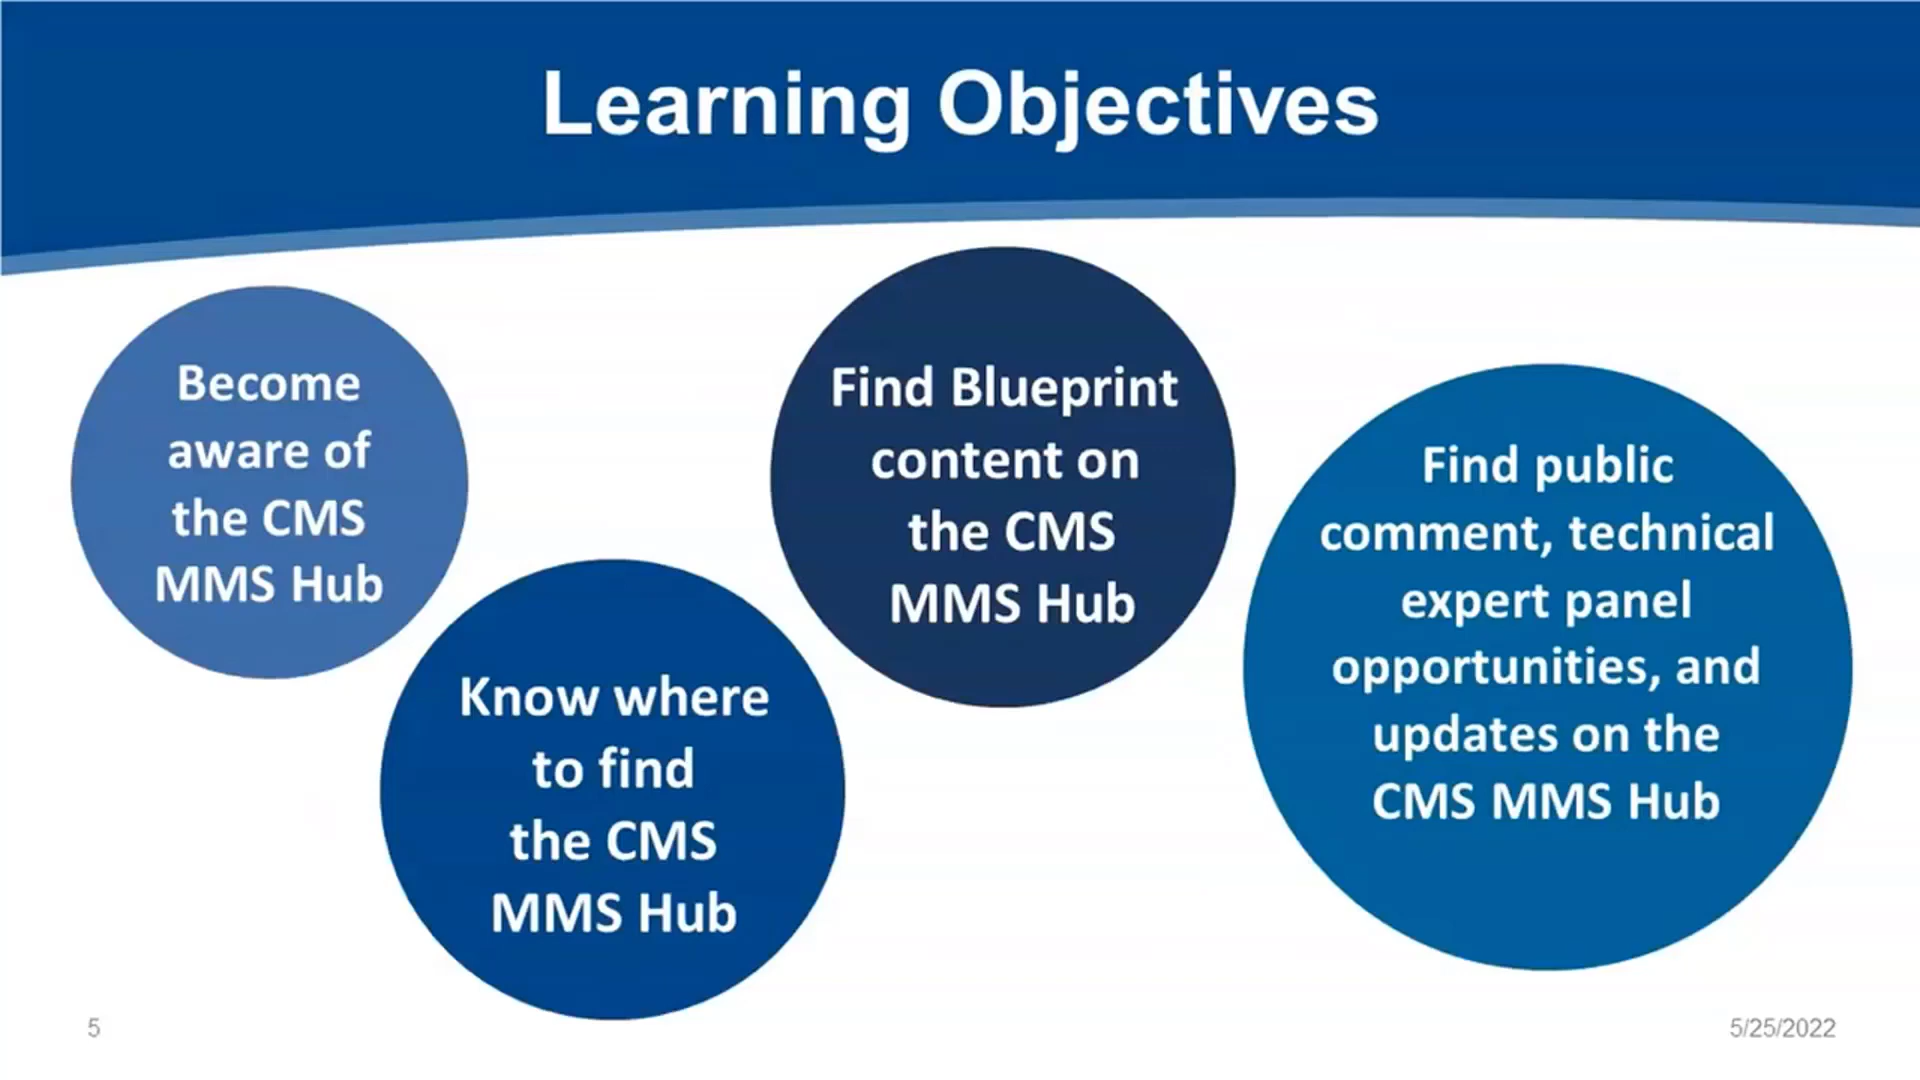 Learning Objectives
Become
aware of
the CMS
MMS Hub
Know where
to find
the CMS
MMS Hub
Find Blueprint
content on
the CMS
MMS Hub
Find public
comment, technical
expert panel
opportunities, and
updates on the
CMS MMS Hub
5
5/25/2022